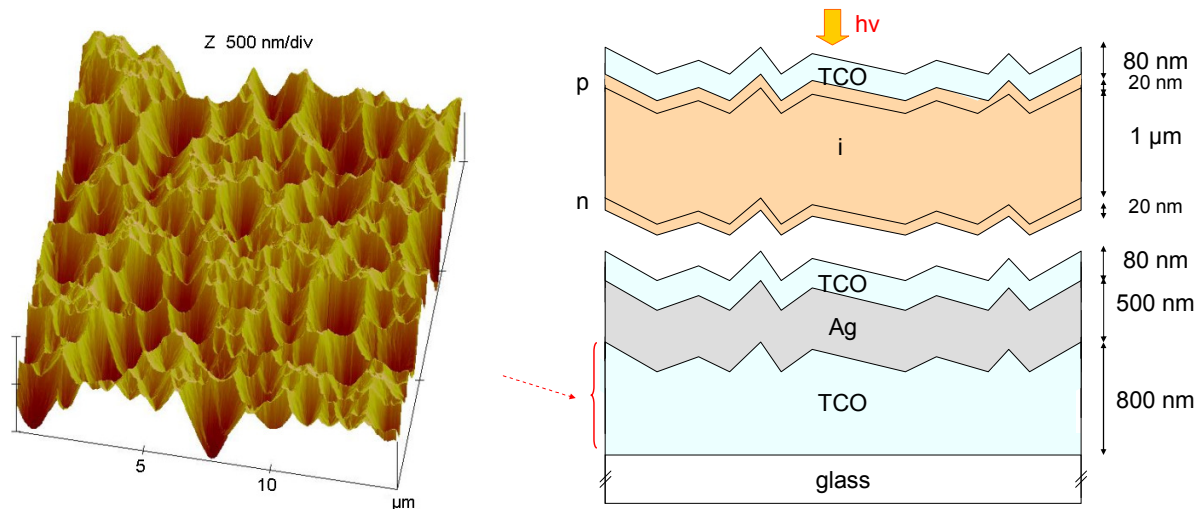 Z 500 nm/div
5
10
µm
hν
TCO
80 nm
p
20 nm
i
1 µm
n
20 nm
TCO
80 nm
Ag
500 nm
TCO
800 nm
glass